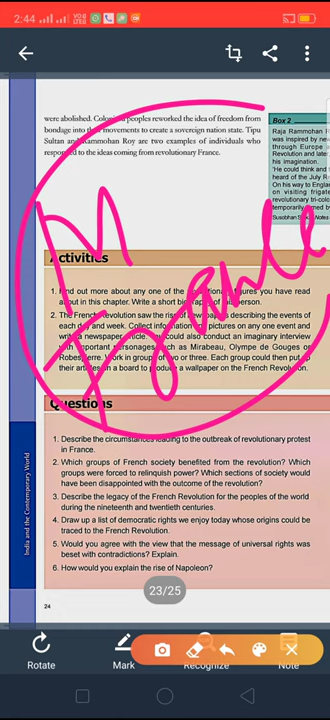 2:44
were abolished. Colonised peoples reworked the idea of freedom from
bondage into their movements to create a sovereign nation state. Tipu
Sultan and Rammohan Roy are two examples of individuals who
responded to the ideas coming from revolutionary France.
Box 2
Raja Rammohan R
was inspired by new
through Europe a
Revolution and later
his imagination.
'He could think and
heard of the July R
On his way to Englan
on visiting frigate
revolutionary tri-colo
temporarily lamed by
Susobhan Notes
Activities
1. Find out more about any one of the revolutionary figures you have read
about in this chapter. Write a short biography of this person.
2. The French Revolution saw the rise of newspapers describing the events of
each day and week. Collect information and pictures on any one event and
write a newspaper article. You could also conduct an imaginary interview
with important personages such as Mirabeau, Olympe de Gouges or
Robespierre. Work in groups of two or three. Each group could then put up
their articles on a board to produce a wallpaper on the French Revolution.
Questions
1. Describe the circumstances leading to the outbreak of revolutionary protest
in France.
2. Which groups of French society benefited from the revolution? Which
groups were forced to relinquish power? Which sections of society would
have been disappointed with the outcome of the revolution?
3. Describe the legacy of the French Revolution for the peoples of the world
during the nineteenth and twentieth centuries.
4. Draw up a list of democratic rights we enjoy today whose origins could be
traced to the French Revolution.
5. Would you agree with the view that the message of universal rights was
beset with contradictions? Explain.
6. How would you explain the rise of Napoleon?
India and the Contemporary World
23/25
24
Rotate
Mark
Recognize
Note